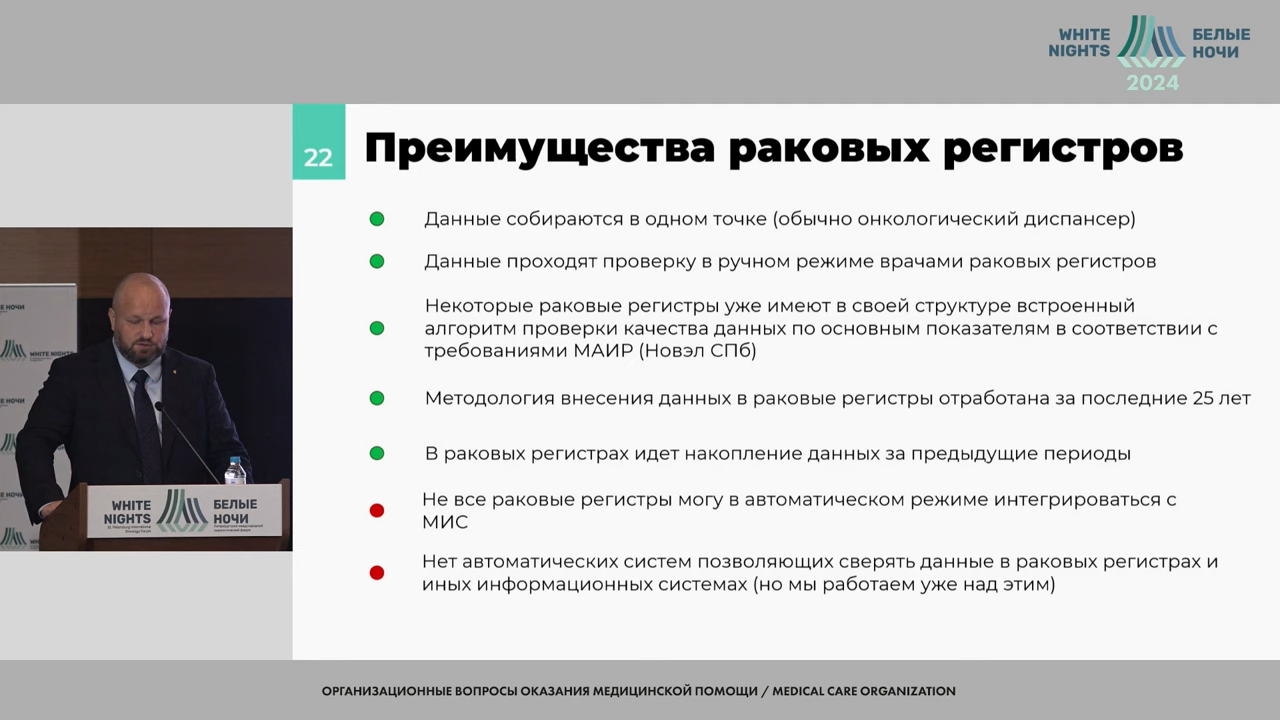 WHITE NIGHTS
БЕЛЫЕ НОЧИ
2024
22
Преимущества раковых регистров
Данные собираются в одном точке (обычно онкологический диспансер)
Данные проходят проверку в ручном режиме врачами раковых регистров
Некоторые раковые регистры уже имеют в своей структуре встроенный
алгоритм проверки качества данных по основным показателям в соответствии с
требованиями МАИР (Новэл СПб)
Методология внесения данных в раковые регистры отработана за последние 25 лет
В раковых регистрах идет накопление данных за предыдущие периоды
Не все раковые регистры могу в автоматическом режиме интегрироваться с
МИС
Нет автоматических систем позволяющих сверять данные в раковых регистрах и
иных информационных системах (но мы работаем уже над этим)
WHITE NIGHTS
БЕЛЫЕ НОЧИ
ОРГАНИЗАЦИОННЫЕ ВОПРОСЫ ОКАЗАНИЯ МЕДИЦИНСКОЙ ПОМОЩИ / MEDICAL CARE ORGANIZATION